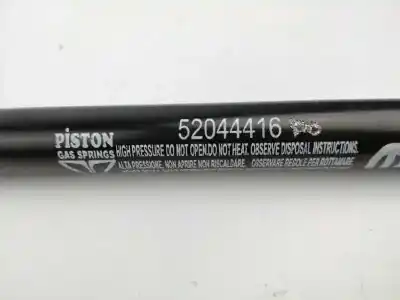 PISTON
GAS SPRINGS
52044416
HIGH PRESSURE DO NOT OPEN.DO NOT HEAT. OBSERVE DISPOSAL INSTRUCTIONS.
ALTA PRESSIONE. NON APRIRE NON RISCALDARE. OSSERVARE REGOLE PER ROTTAMARE.